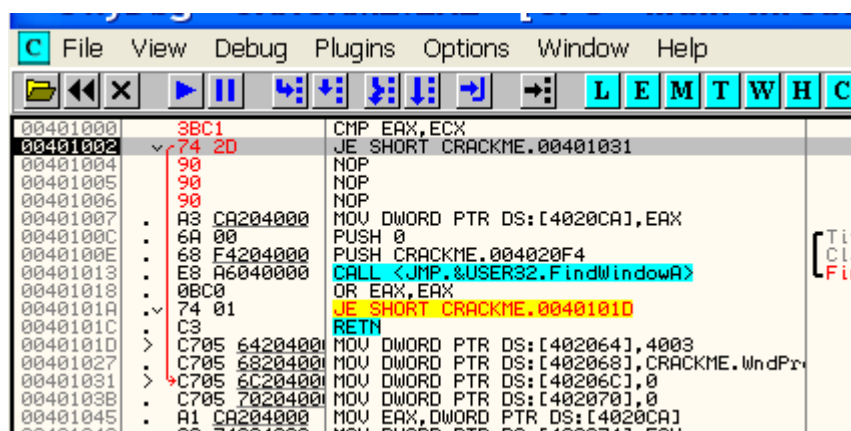 C File View Debug Plugins Options Window Help
L E M T W H C
00401000 3BC1 CMP EAX,ECX
00401002 74 2D JE SHORT CRACKME.00401031
00401004 90 NOP
00401005 90 NOP
00401006 90 NOP
00401007 . A3 CA204000 MOV DWORD PTR DS:[4020CA],EAX
0040100C . 6A 00 PUSH 0
0040100E . 68 F4204000 PUSH CRACKME.004020F4
00401013 . E8 A6040000 CALL <JMP.&USER32.FindWindowA>
00401018 . 0BC0 OR EAX,EAX
0040101A . 74 01 JE SHORT CRACKME.0040101D
0040101C . C3 RETN
0040101D > C705 64204000 MOV DWORD PTR DS:[402064],4003
00401027 . C705 68204000 MOV DWORD PTR DS:[402068],CRACKME.WndPr
00401031 > C705 6C204000 MOV DWORD PTR DS:[40206C],0
0040103B . C705 70204000 MOV DWORD PTR DS:[402070],0
00401045 . A1 CA204000 MOV EAX,DWORD PTR DS:[4020CA]